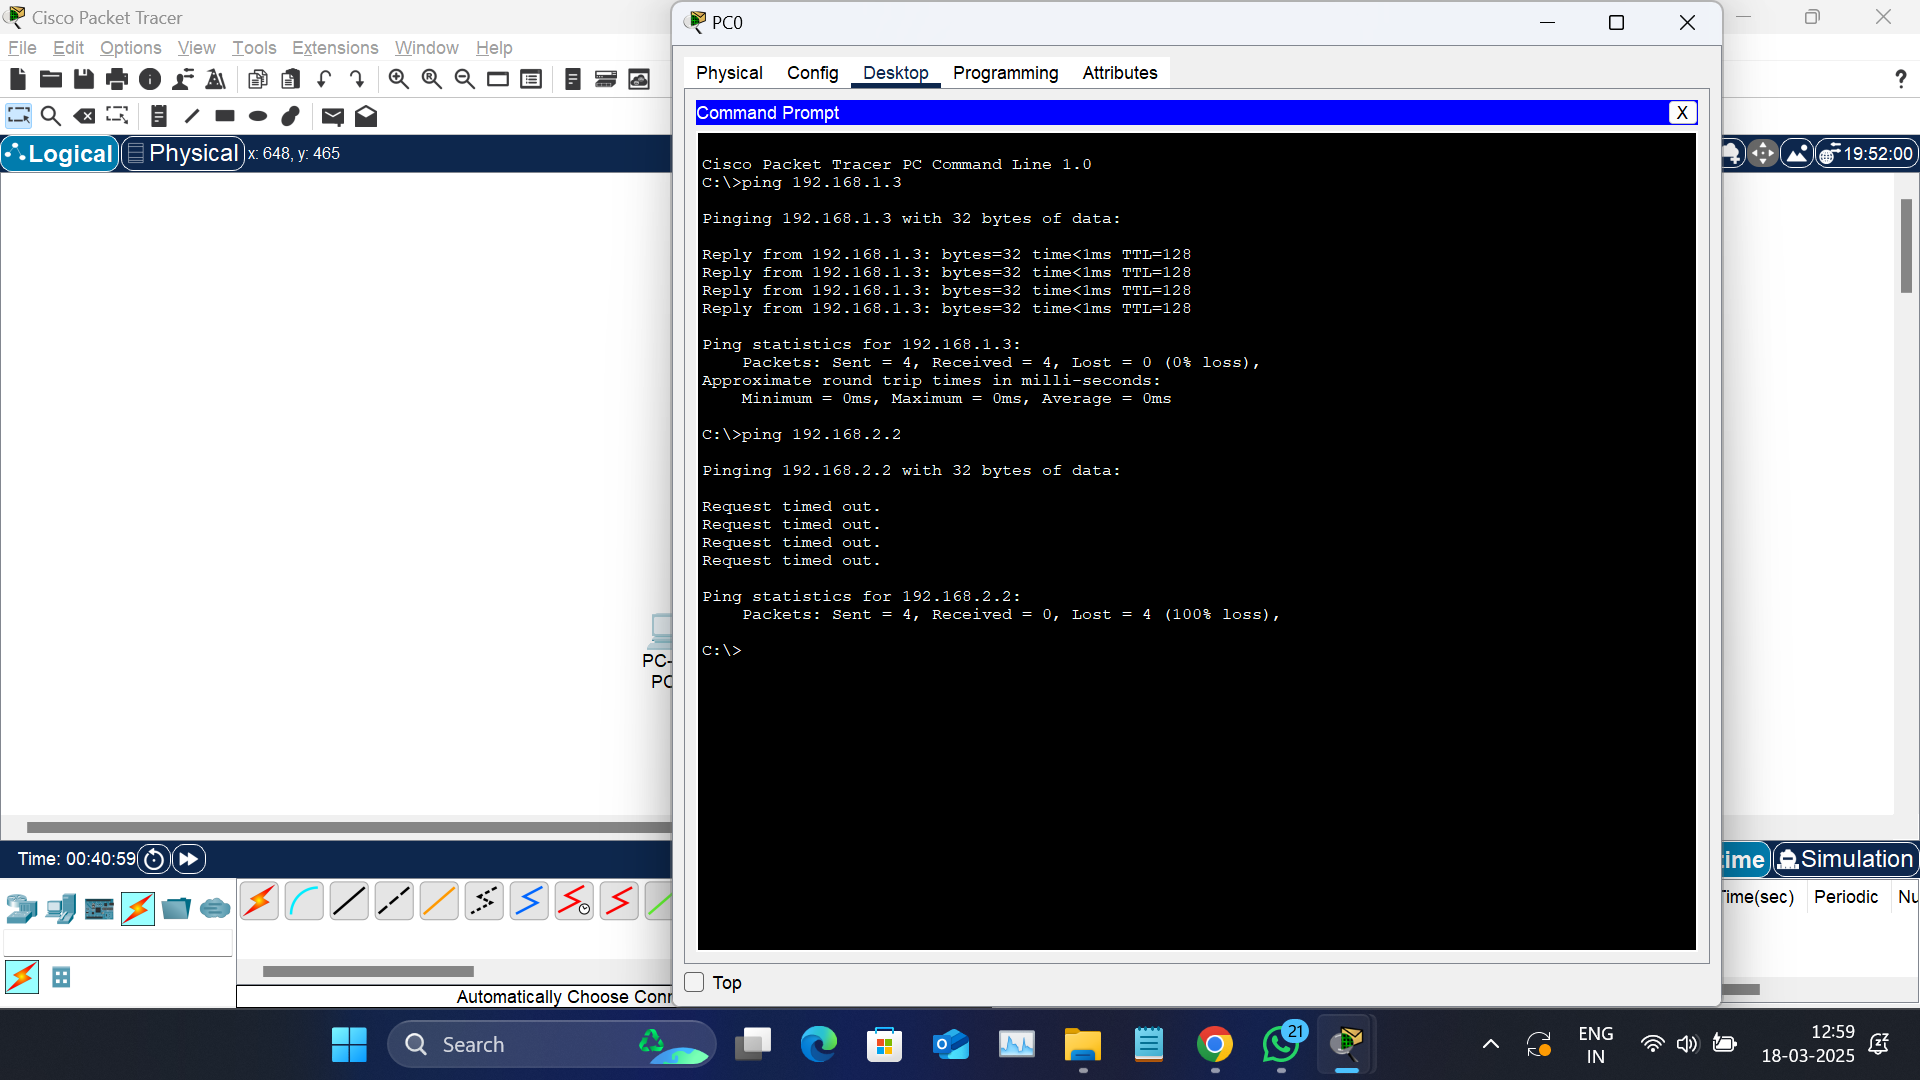 Cisco Packet Tracer
File Edit Options View Tools Extensions Window Help
Logical Physical x: 648, y: 465
PC0
Physical Config Desktop Programming Attributes
Command Prompt X
Cisco Packet Tracer PC Command Line 1.0
C:\>ping 192.168.1.3
Pinging 192.168.1.3 with 32 bytes of data:
Reply from 192.168.1.3: bytes=32 time<1ms TTL=128
Reply from 192.168.1.3: bytes=32 time<1ms TTL=128
Reply from 192.168.1.3: bytes=32 time<1ms TTL=128
Reply from 192.168.1.3: bytes=32 time<1ms TTL=128
Ping statistics for 192.168.1.3:
Packets: Sent = 4, Received = 4, Lost = 0 (0% loss),
Approximate round trip times in milli-seconds:
Minimum = 0ms, Maximum = 0ms, Average = 0ms
C:\>ping 192.168.2.2
Pinging 192.168.2.2 with 32 bytes of data:
Request timed out.
Request timed out.
Request timed out.
Request timed out.
Ping statistics for 192.168.2.2:
Packets: Sent = 4, Received = 0, Lost = 4 (100% loss),
C:\>
Top
19:52:00
?
PC-
PC
Time: 00:40:59
ime Simulation
Time(sec) Periodic Nu
Automatically Choose Conn
Search
21
ENG
IN
12:59
18-03-2025